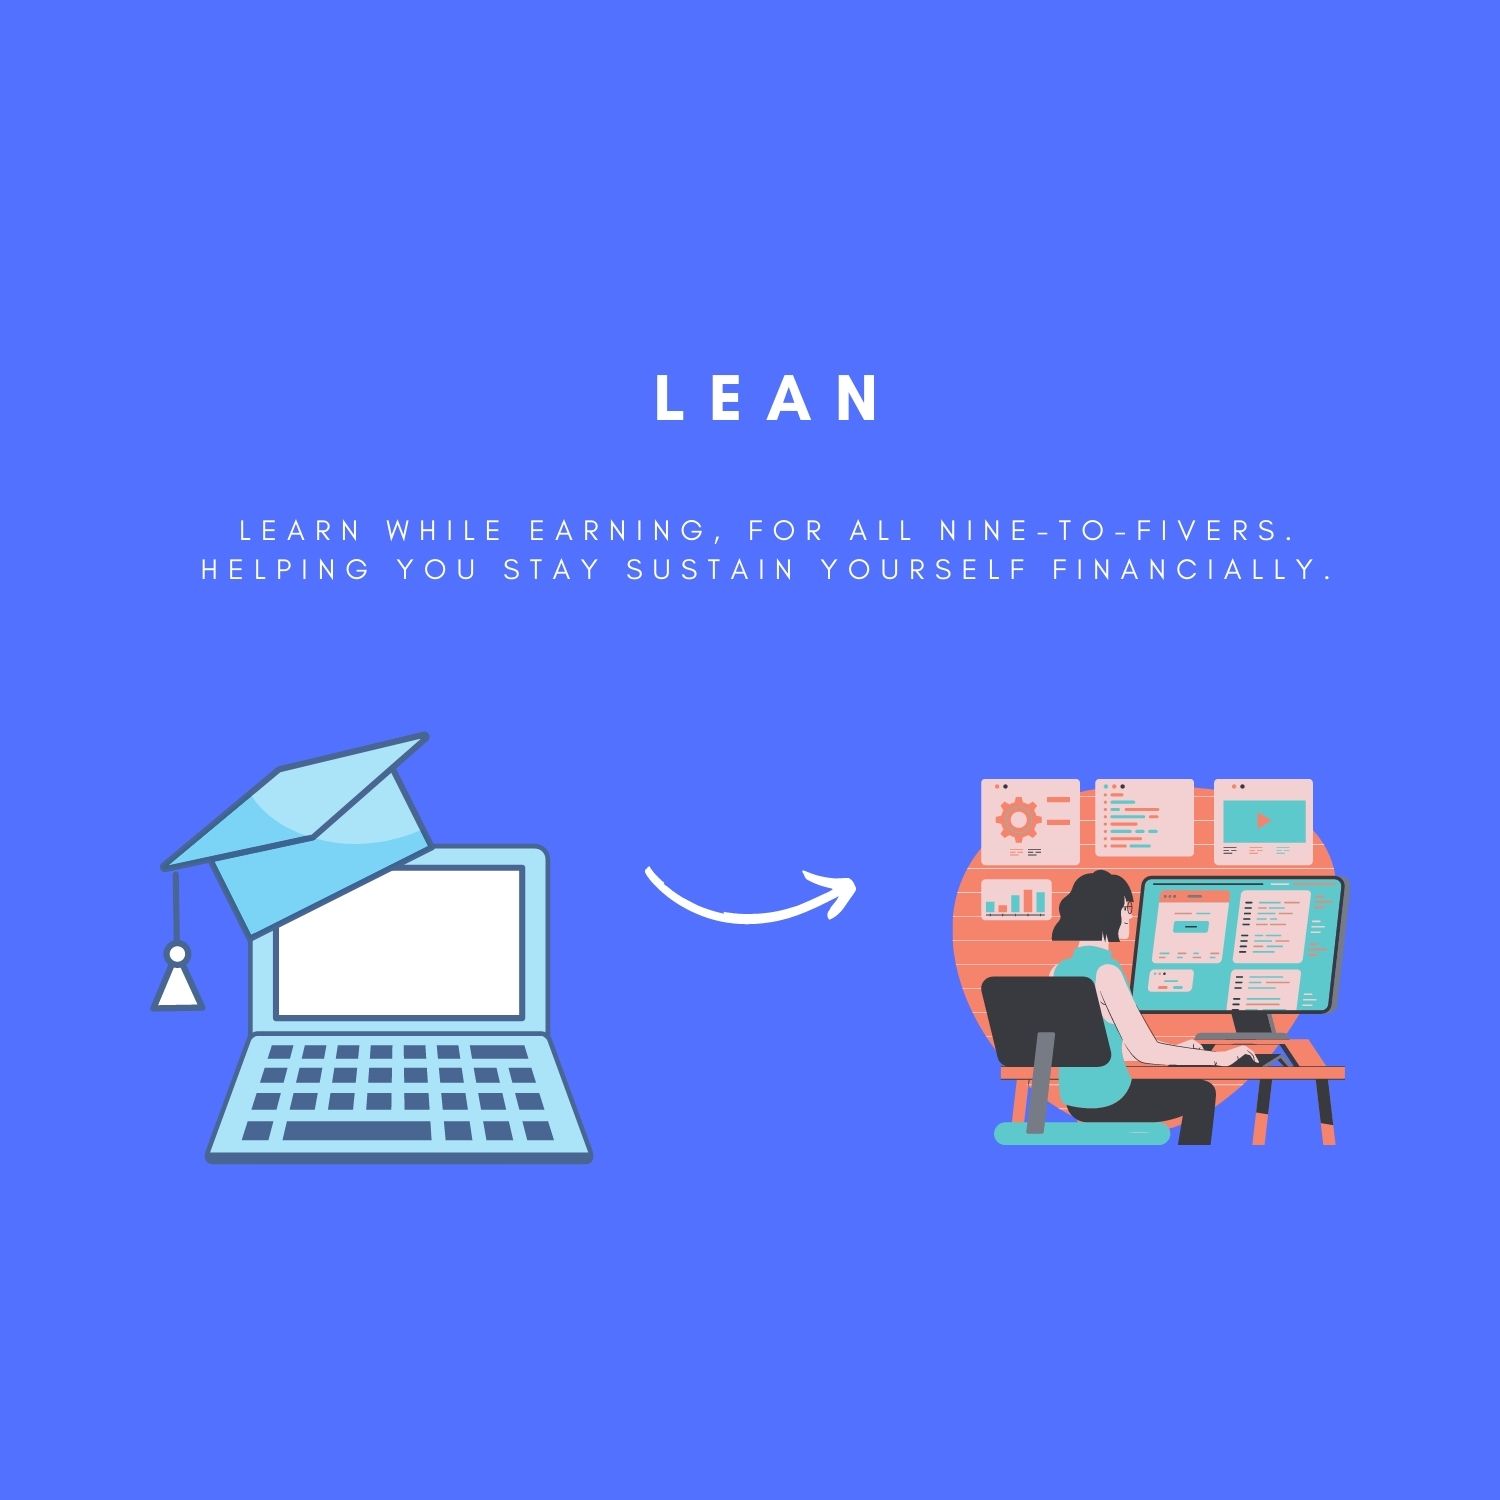 LEAN
LEARN WHILE EARNING, FOR ALL NINE-TO-FIVERS.
HELPING YOU STAY SUSTAIN YOURSELF FINANCIALLY.